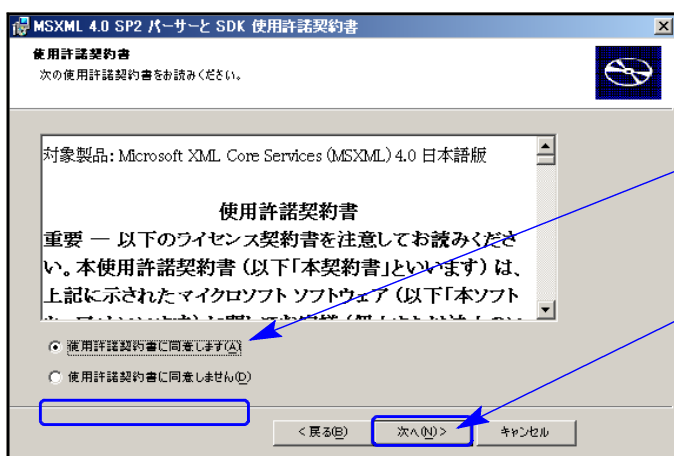 MSXML 4.0 SP2 パーサーと SDK 使用許諾契約書
使用許諾契約書
次の使用許諾契約書をお読みください。
対象製品: Microsoft XML Core Services (MSXML) 4.0 日本語版
使用許諾契約書
重要 — 以下のライセンス契約書を注意してお読みくださ
い。本使用許諾契約書 (以下「本契約書」といいます) は、
上記に示されたマイクロソフト ソフトウェア (以下「本ソフト
使用許諾契約書に同意します(A)
使用許諾契約書に同意しません(D)
< 戻る(B)
次へ(N) >
キャンセル